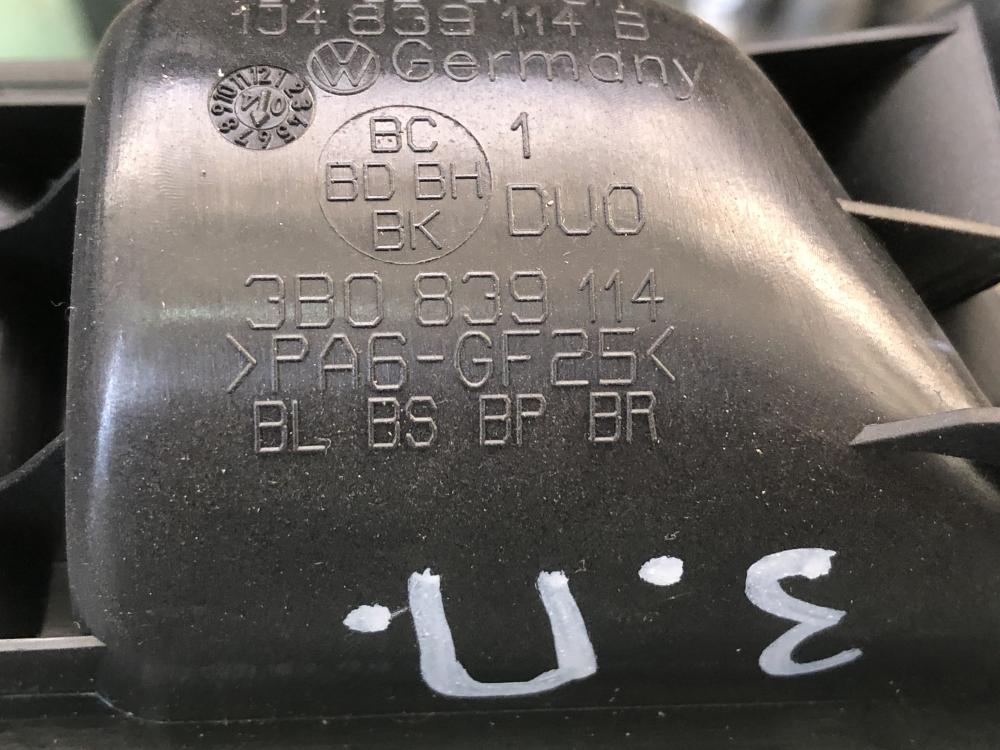 1J4 839 114 B
Germany
BC 1
BD BH DUO
BK
3B0 839 114
>PA6-GF25<
BL BS BP BR
З.П.